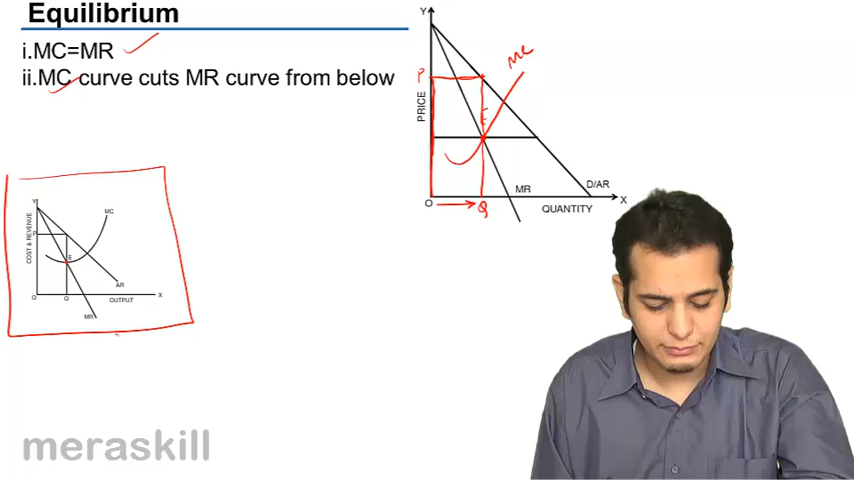 Equilibrium
i.MC=MR
ii.MC curve cuts MR curve from below
Y
MC
P
E
PRICE
MR
D/AR
X
O
Q
QUANTITY
Y
MC
P
E
COST & REVENUE
AR
O
Q
OUTPUT
X
MR
meraskill